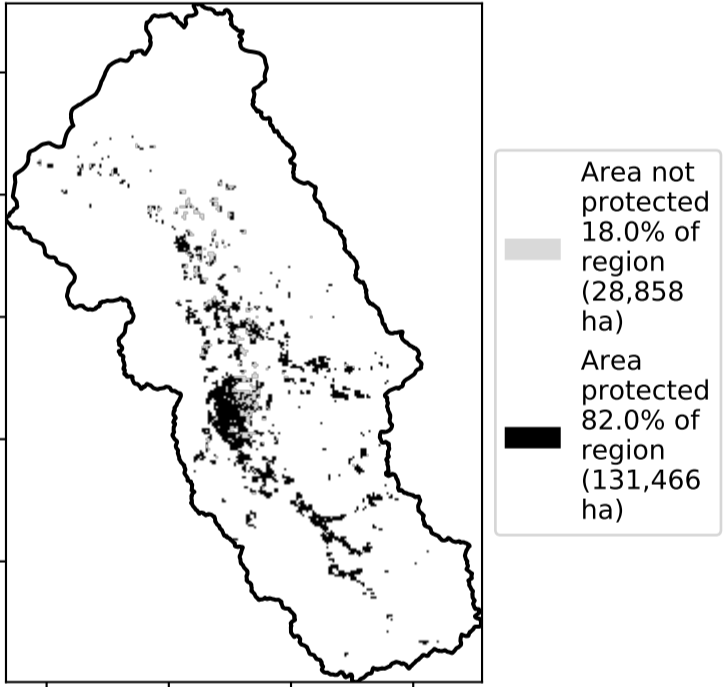 Area not
protected
18.0% of
region
(28,858
ha)
Area
protected
82.0% of
region
(131,466
ha)